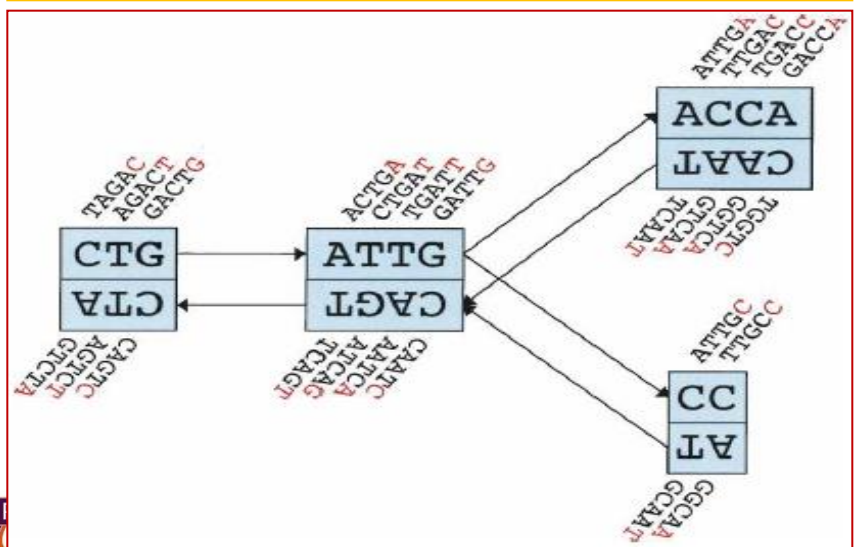 ATTGA
TTGAC
TGACC
GACCA
ACCA
CAAT
TCAAT
GTCAA
GGTCA
TGGTC
TAGAC
AGACT
GACTG
CTG
CTA
GTCTA
AGTCT
CAGTC
ACTGA
CTGAT
TGATT
GATTG
ATTG
CAGT
TCAGT
ATCAG
AATCA
CAATC
ATTGC
TTGCC
CC
AT
GCAAT
GGCAA